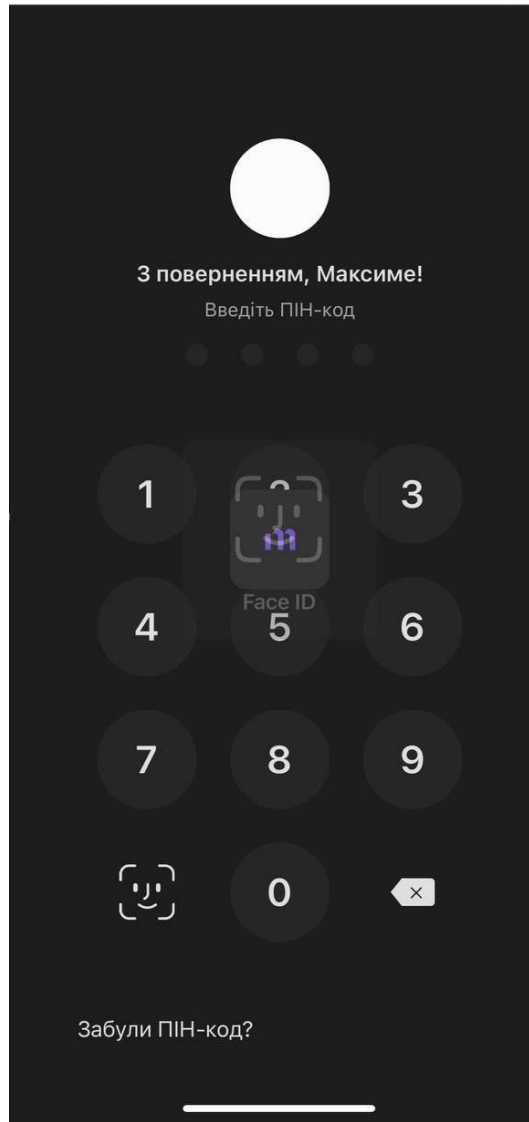 З поверненням, Максиме!
Введіть ПІН-код
1 2 3
m
Face ID
4 5 6
7 8 9
0
Забули ПІН-код?